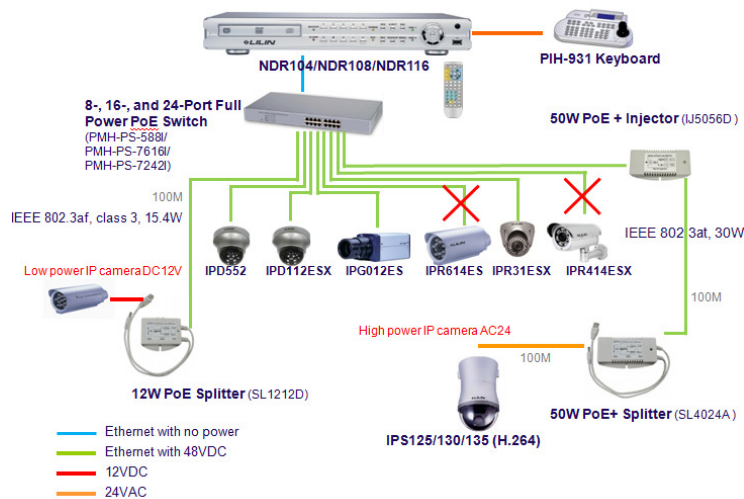 LILIN
NDR104/NDR108/NDR116
PIH-931 Keyboard
8-, 16-, and 24-Port Full
Power PoE Switch
(PMH-PS-588I/
PMH-PS-7616I/
PMH-PS-7242I)
50W PoE + Injector (IJ5056D)
100M
IEEE 802.3af, class 3, 15.4W
IEEE 802.3at, 30W
IPD552
IPD112ESX
IPG012ES
IPR614ES
IPR31ESX
IPR414ESX
Low power IP camera DC12V
100M
High power IP camera AC24
100M
12W PoE Splitter (SL1212D)
50W PoE+ Splitter (SL4024A)
IPS125/130/135 (H.264)
Ethernet with no power
Ethernet with 48VDC
12VDC
24VAC